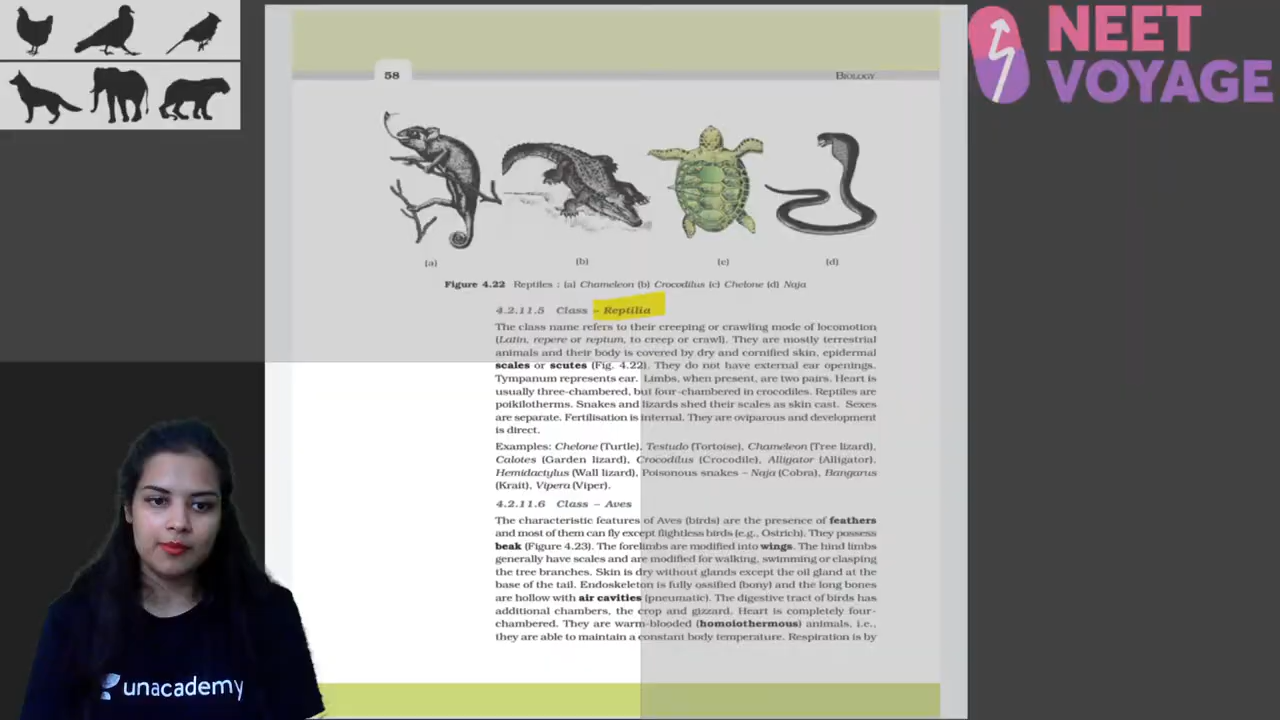 NEET
VOYAGE
58
BIOLOGY
(a)
(b)
(c)
(d)
Figure 4.22 Reptiles : (a) Chameleon (b) Crocodilus (c) Chelone (d) Naja
4.2.11.5 Class – Reptilia
The class name refers to their creeping or crawling mode of locomotion
(Latin, repere or reptum, to creep or crawl). They are mostly terrestrial
animals and their body is covered by dry and cornified skin, epidermal
scales or scutes (Fig. 4.22). They do not have external ear openings.
Tympanum represents ear. Limbs, when present, are two pairs. Heart is
usually three-chambered, but four-chambered in crocodiles. Reptiles are
poikilotherms. Snakes and lizards shed their scales as skin cast. Sexes
are separate. Fertilisation is internal. They are oviparous and development
is direct.
Examples: Chelone (Turtle), Testudo (Tortoise), Chameleon (Tree lizard),
Calotes (Garden lizard), Crocodilus (Crocodile), Alligator (Alligator),
Hemidactylus (Wall lizard), Poisonous snakes – Naja (Cobra), Bangarus
(Krait), Vipera (Viper).
4.2.11.6 Class – Aves
The characteristic features of Aves (birds) are the presence of feathers
and most of them can fly except flightless birds (e.g., Ostrich). They possess
beak (Figure 4.23). The forelimbs are modified into wings. The hind limbs
generally have scales and are modified for walking, swimming or clasping
the tree branches. Skin is dry without glands except the oil gland at the
base of the tail. Endoskeleton is fully ossified (bony) and the long bones
are hollow with air cavities (pneumatic). The digestive tract of birds has
additional chambers, the crop and gizzard. Heart is completely four-
chambered. They are warm-blooded (homoiothermous) animals, i.e.,
they are able to maintain a constant body temperature. Respiration is by
unacademy